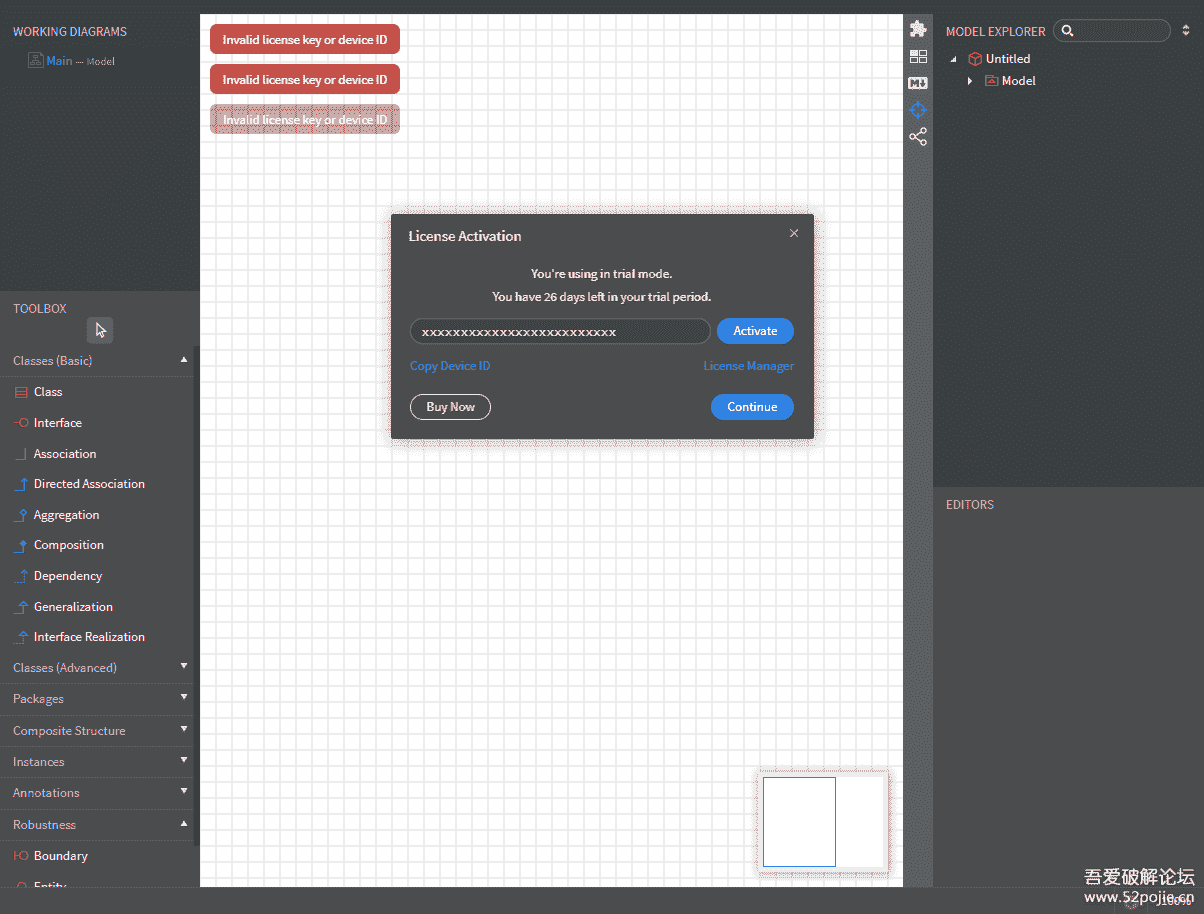 WORKING DIAGRAMS
Main — Model
TOOLBOX
Classes (Basic)
Class
Interface
Association
Directed Association
Aggregation
Composition
Dependency
Generalization
Interface Realization
Classes (Advanced)
Packages
Composite Structure
Instances
Annotations
Robustness
Boundary
Entity
Invalid license key or device ID
Invalid license key or device ID
Invalid license key or device ID
License Activation
You're using in trial mode.
You have 26 days left in your trial period.
xxxxxxxxxxxxxxxxxxxxxxxxx
Activate
Copy Device ID
License Manager
Buy Now
Continue
M
MODEL EXPLORER
Untitled
Model
EDITORS
吾爱破解论坛
www.52pojie.cn
100%